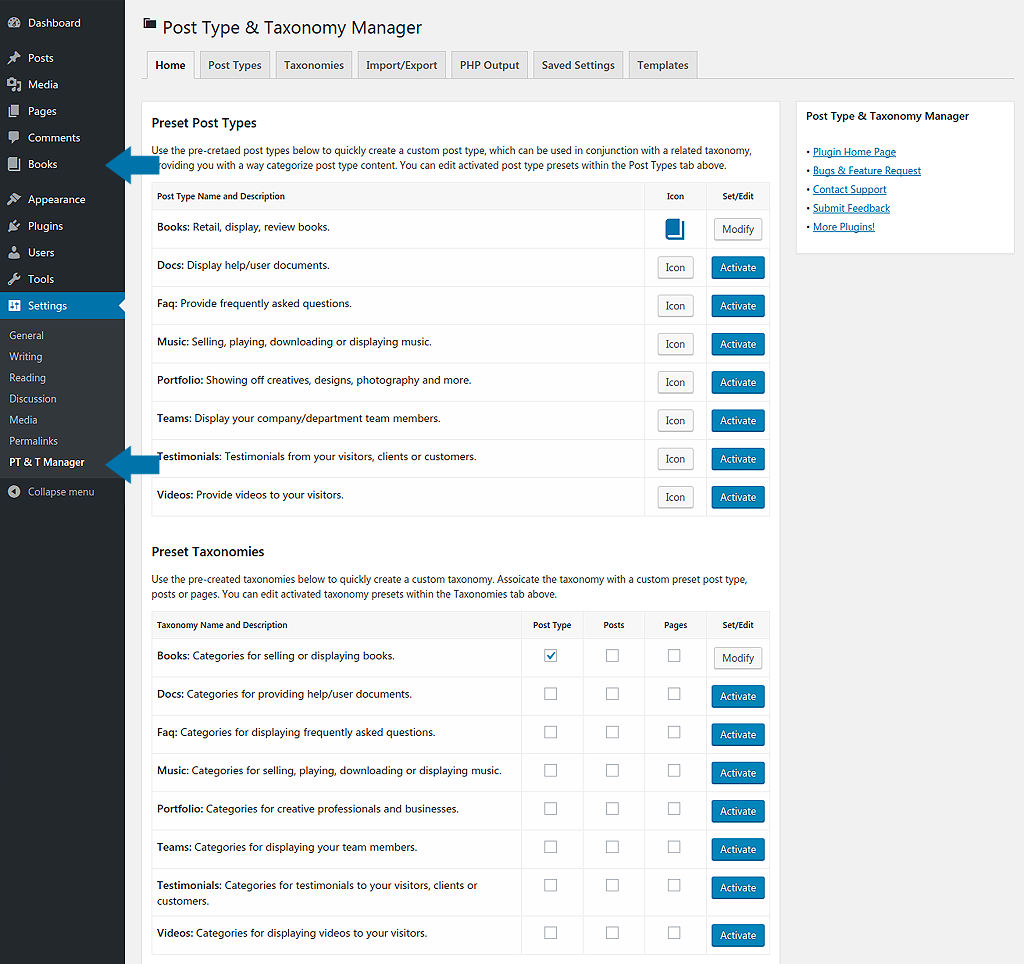 Dashboard
Posts
Media
Pages
Comments
Books
Appearance
Plugins
Users
Tools
Settings
General
Writing
Reading
Discussion
Media
Permalinks
PT & T Manager
Collapse menu
Post Type & Taxonomy Manager
Home Post Types Taxonomies Import/Export PHP Output Saved Settings Templates
Preset Post Types
Use the pre-cretaed post types below to quickly create a custom post type, which can be used in conjunction with a related taxonomy,
roviding you with a way categorize post type content. You can edit activated post type presets within the Post Types tab above.
Post Type Name and Description Icon Set/Edit
Books: Retail, display, review books. Modify
Docs: Display help/user documents. Icon Activate
Faq: Provide frequently asked questions. Icon Activate
Music: Selling, playing, downloading or displaying music. Icon Activate
Portfolio: Showing off creatives, designs, photography and more. Icon Activate
Teams: Display your company/department team members. Icon Activate
Testimonials: Testimonials from your visitors, clients or customers. Icon Activate
Videos: Provide videos to your visitors. Icon Activate
Preset Taxonomies
Use the pre-created taxonomies below to quickly create a custom taxonomy. Assoicate the taxonomy with a custom preset post type,
posts or pages. You can edit activated taxonomy presets within the Taxonomies tab above.
Taxonomy Name and Description Post Type Posts Pages Set/Edit
Books: Categories for selling or displaying books. Modify
Docs: Categories for providing help/user documents. Activate
Faq: Categories for displaying frequently asked questions. Activate
Music: Categories for selling, playing, downloading or displaying music. Activate
Portfolio: Categories for creative professionals and businesses. Activate
Teams: Categories for displaying your team members. Activate
Testimonials: Categories for testimonials to your visitors, clients or
customers. Activate
Videos: Categories for displaying videos to your visitors. Activate
Post Type & Taxonomy Manager
• Plugin Home Page
• Bugs & Feature Request
• Contact Support
• Submit Feedback
• More Plugins!